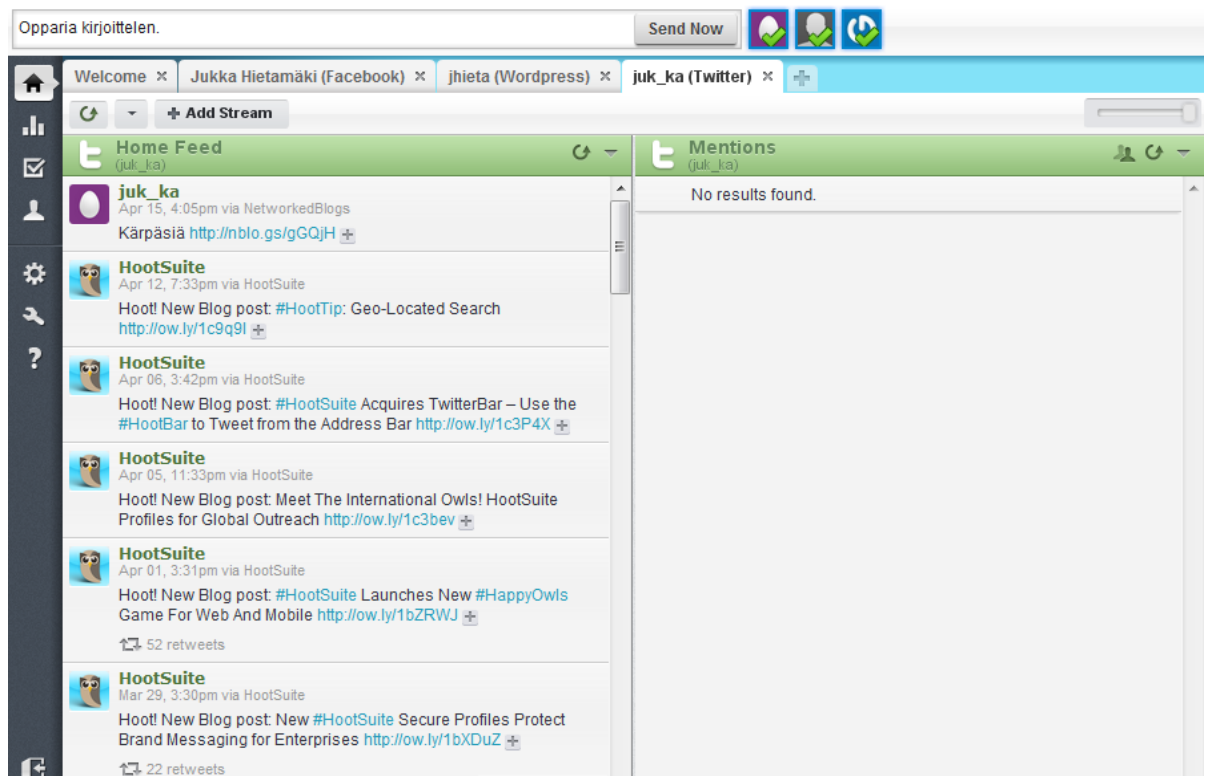 Opparia kirjoittelen.
Send Now
Welcome
Jukka Hietamäki (Facebook)
jhieta (Wordpress)
juk_ka (Twitter)
Add Stream
Home Feed
(juk_ka)
juk_ka
Apr 15, 4:05pm via NetworkedBlogs
Kärpäsiä http://nblo.gs/gGQjH
HootSuite
Apr 12, 7:33pm via HootSuite
Hoot! New Blog post: #HootTip: Geo-Located Search
http://ow.ly/1c9q9l
HootSuite
Apr 06, 3:42pm via HootSuite
Hoot! New Blog post: #HootSuite Acquires TwitterBar – Use the
#HootBar to Tweet from the Address Bar http://ow.ly/1c3P4X
HootSuite
Apr 05, 11:33pm via HootSuite
Hoot! New Blog post: Meet The International Owls! HootSuite
Profiles for Global Outreach http://ow.ly/1c3bev
HootSuite
Apr 01, 3:31pm via HootSuite
Hoot! New Blog post: #HootSuite Launches New #HappyOwls
Game For Web And Mobile http://ow.ly/1bZRWJ
52 retweets
HootSuite
Mar 29, 3:30pm via HootSuite
Hoot! New Blog post: New #HootSuite Secure Profiles Protect
Brand Messaging for Enterprises http://ow.ly/1bXDuZ
22 retweets
Mentions
(juk_ka)
No results found.